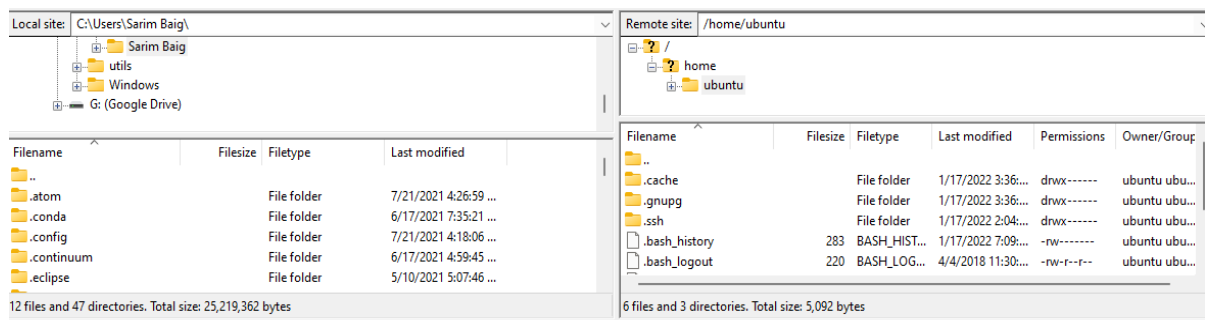 Local site: C:\Users\Sarim Baig\
Sarim Baig
utils
Windows
G: (Google Drive)
Filename Filesize Filetype Last modified
..
.atom File folder 7/21/2021 4:26:59 ...
.conda File folder 6/17/2021 7:35:21 ...
.config File folder 7/21/2021 4:18:06 ...
.continuum File folder 6/17/2021 4:59:45 ...
.eclipse File folder 5/10/2021 5:07:46 ...
12 files and 47 directories. Total size: 25,219,362 bytes
Remote site: /home/ubuntu
? /
? home
ubuntu
Filename Filesize Filetype Last modified Permissions Owner/Group
..
.cache File folder 1/17/2022 3:36:... drwx------ ubuntu ubu...
.gnupg File folder 1/17/2022 3:36:... drwx------ ubuntu ubu...
.ssh File folder 1/17/2022 2:04:... drwx------ ubuntu ubu...
.bash_history 283 BASH_HIST... 1/17/2022 7:09:... -rw------- ubuntu ubu...
.bash_logout 220 BASH_LOG... 4/4/2018 11:30:... -rw-r--r-- ubuntu ubu...
6 files and 3 directories. Total size: 5,092 bytes